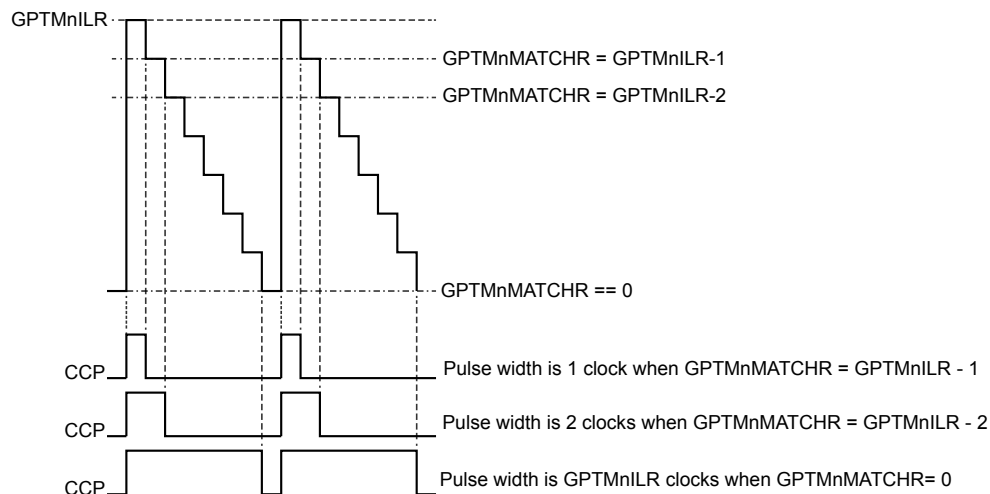 GPTMnILR
GPTMnMATCHR = GPTMnILR-1
GPTMnMATCHR = GPTMnILR-2
GPTMnMATCHR == 0
CCP
Pulse width is 1 clock when GPTMnMATCHR = GPTMnILR - 1
CCP
Pulse width is 2 clocks when GPTMnMATCHR = GPTMnILR - 2
CCP
Pulse width is GPTMnILR clocks when GPTMnMATCHR= 0